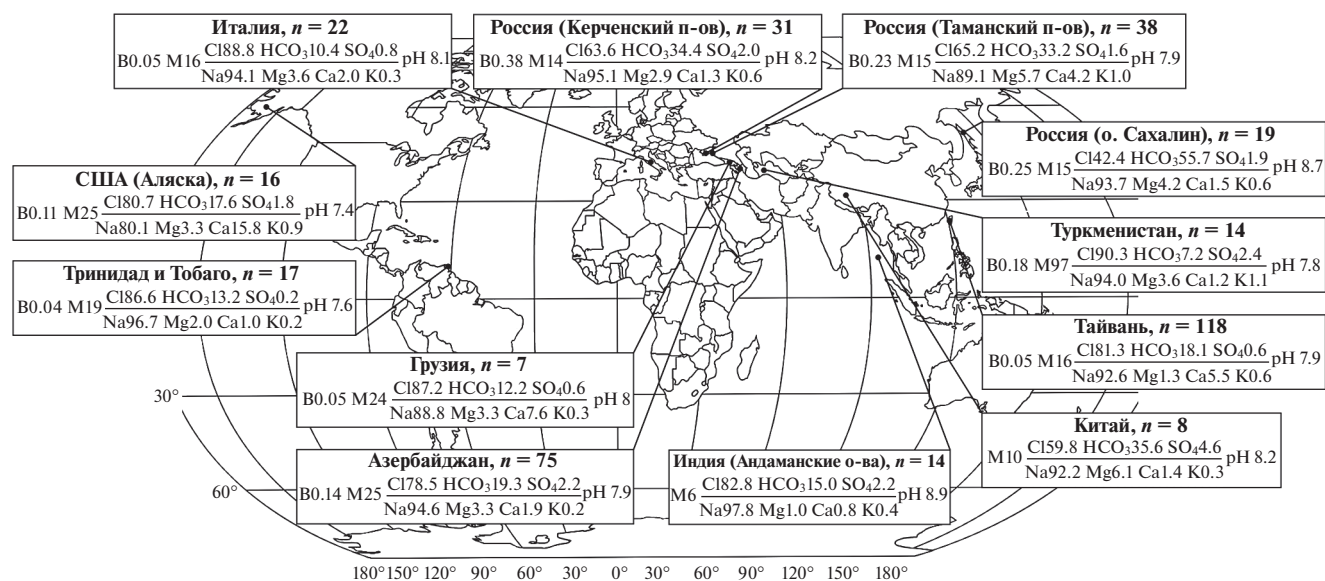 Италия, n = 22
B0.05 M16 Cl88.8 HCO₃10.4 SO₄0.8 pH 8.1
Na94.1 Mg3.6 Ca2.0 K0.3
Россия (Керченский п-ов), n = 31
B0.38 M14 Cl63.6 HCO₃34.4 SO₄2.0 pH 8.2
Na95.1 Mg2.9 Ca1.3 K0.6
Россия (Таманский п-ов), n = 38
B0.23 M15 Cl65.2 HCO₃33.2 SO₄1.6 pH 7.9
Na89.1 Mg5.7 Ca4.2 K1.0
Россия (о. Сахалин), n = 19
B0.25 M15 Cl42.4 HCO₃55.7 SO₄1.9 pH 8.7
Na93.7 Mg4.2 Ca1.5 K0.6
США (Аляска), n = 16
B0.11 M25 Cl80.7 HCO₃17.6 SO₄1.8 pH 7.4
Na80.1 Mg3.3 Ca15.8 K0.9
Туркменистан, n = 14
B0.18 M97 Cl90.3 HCO₃7.2 SO₄2.4 pH 7.8
Na94.0 Mg3.6 Ca1.2 K1.1
Тринидад и Тобаго, n = 17
B0.04 M19 Cl86.6 HCO₃13.2 SO₄0.2 pH 7.6
Na96.7 Mg2.0 Ca1.0 K0.2
Тайвань, n = 118
B0.05 M16 Cl81.3 HCO₃18.1 SO₄0.6 pH 7.9
Na92.6 Mg1.3 Ca5.5 K0.6
Грузия, n = 7
B0.05 M24 Cl87.2 HCO₃12.2 SO₄0.6 pH 8
Na88.8 Mg3.3 Ca7.6 K0.3
30°
Китай, n = 8
M10 Cl59.8 HCO₃35.6 SO₄4.6 pH 8.2
Na92.2 Mg6.1 Ca1.4 K0.3
Азербайджан, n = 75
B0.14 M25 Cl78.5 HCO₃19.3 SO₄2.2 pH 7.9
Na94.6 Mg3.3 Ca1.9 K0.2
Индия (Андаманские о-ва), n = 14
M6 Cl82.8 HCO₃15.0 SO₄2.2 pH 8.9
Na97.8 Mg1.0 Ca0.8 K0.4
60°
180° 150° 120° 90° 60° 30° 0° 30° 60° 90° 120° 150° 180°